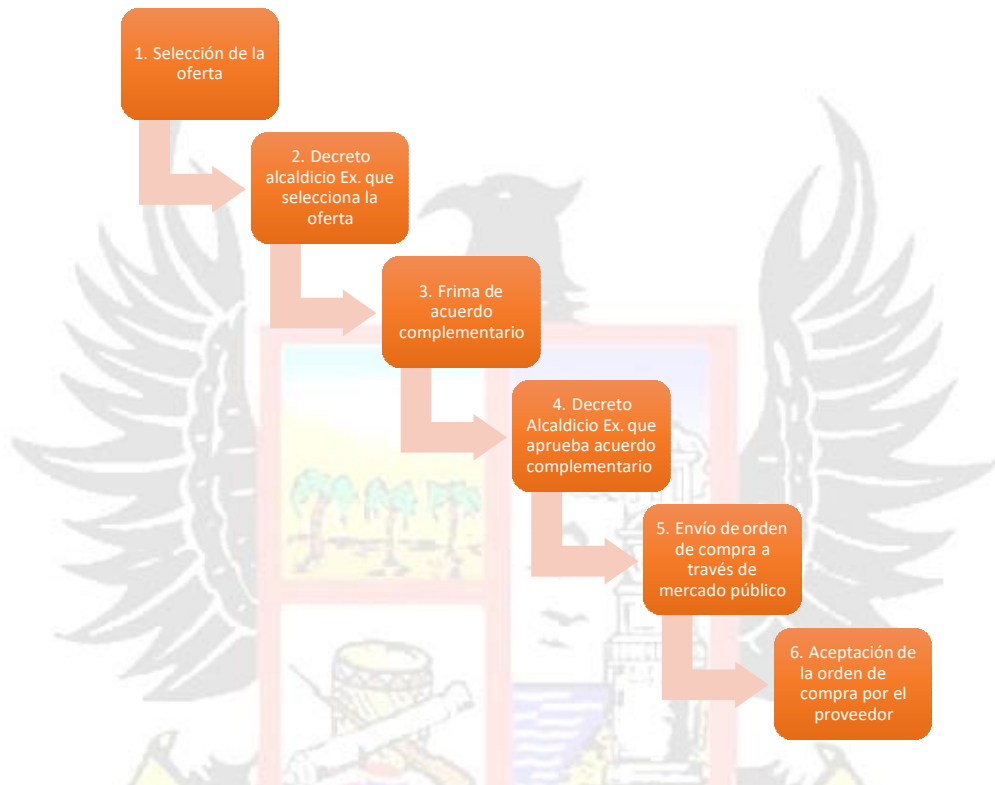 1. Selección de la
oferta
2. Decreto
alcaldicio Ex. que
selecciona la
oferta
3. Frima de
acuerdo
complementario
4. Decreto
Alcaldicio Ex. que
aprueba acuerdo
complementario
5. Envío de orden
de compra a
través de
mercado público
6. Aceptación de
la orden de
compra por el
proveedor